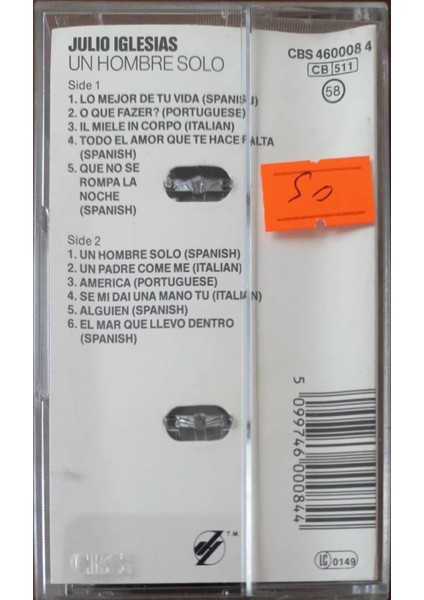 JULIO IGLESIAS
UN HOMBRE SOLO
Side 1
1. LO MEJOR DE TU VIDA (SPANISH)
2. O QUE FAZER? (PORTUGUESE)
3. IL MIELE IN CORPO (ITALIAN)
4. TODO EL AMOR QUE TE HACE FALTA
(SPANISH)
5. QUE NO SE
ROMPA LA
NOCHE
(SPANISH)
Side 2
1. UN HOMBRE SOLO (SPANISH)
2. UN PADRE COME ME (ITALIAN)
3. AMERICA (PORTUGUESE)
4. SE MI DAI UNA MANO TU (ITALIAN)
5. ALGUIEN (SPANISH)
6. EL MAR QUE LLEVO DENTRO
(SPANISH)
CBS 460008 4
CB 511
58
50
5 099746 000844
CBS
T.M.
LC 0149